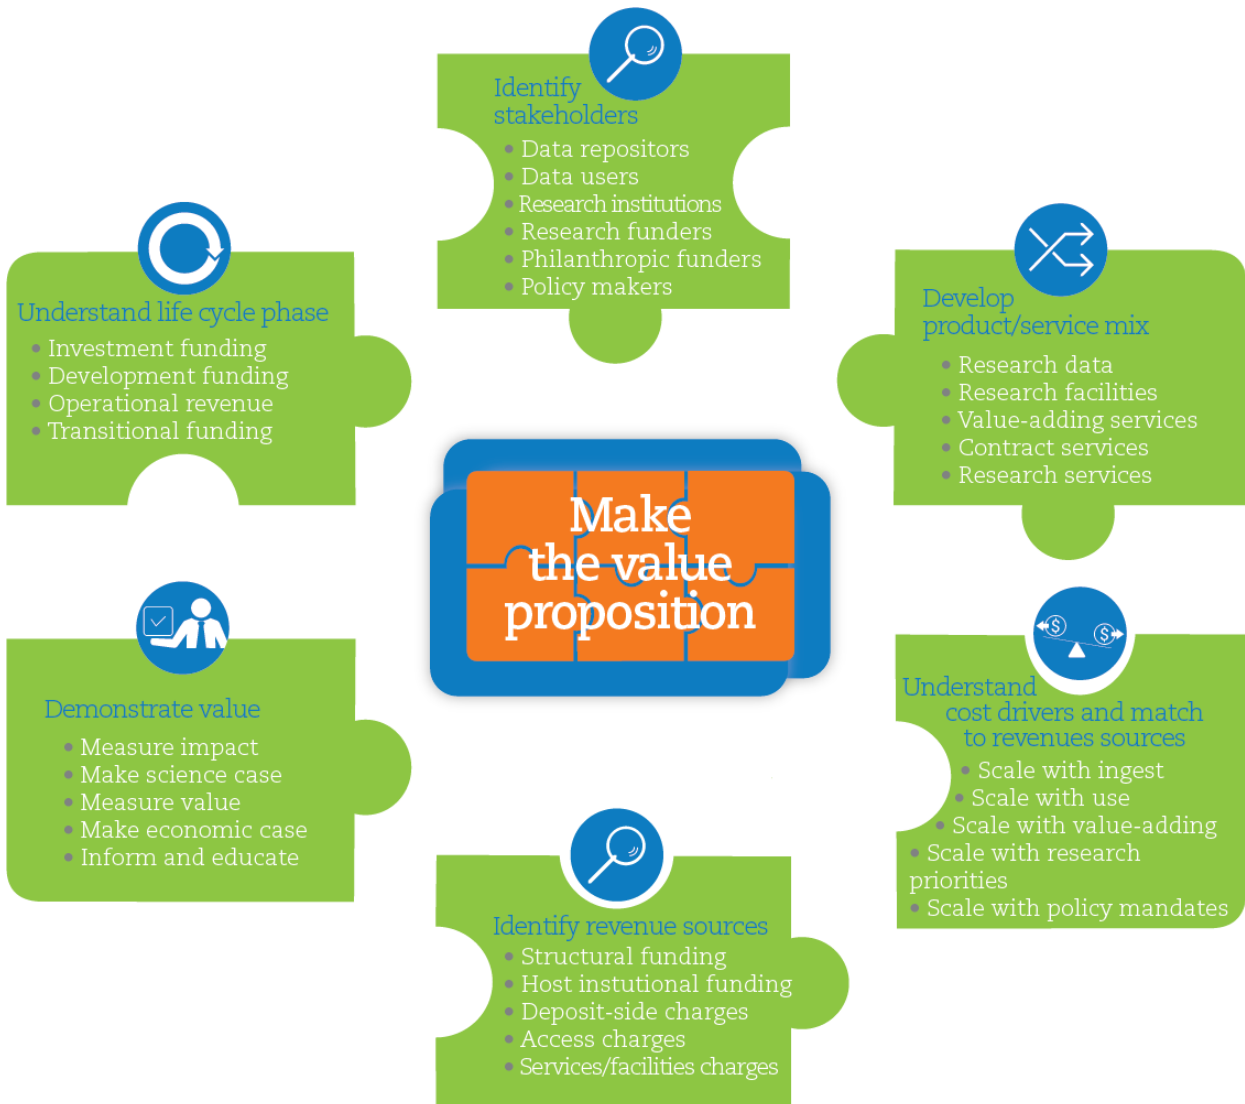 Identify
stakeholders
• Data repositors
• Data users
• Research institutions
• Research funders
• Philanthropic funders
• Policy makers
Understand life cycle phase
• Investment funding
• Development funding
• Operational revenue
• Transitional funding
Develop
product/service mix
• Research data
• Research facilities
• Value-adding services
• Contract services
• Research services
Make
the value
proposition
Demonstrate value
• Measure impact
• Make science case
• Measure value
• Make economic case
• Inform and educate
$ $
Understand
cost drivers and match
to revenues sources
• Scale with ingest
• Scale with use
• Scale with value-adding
• Scale with research
priorities
• Scale with policy mandates
Identify revenue sources
• Structural funding
• Host instutional funding
• Deposit-side charges
• Access charges
• Services/facilities charges